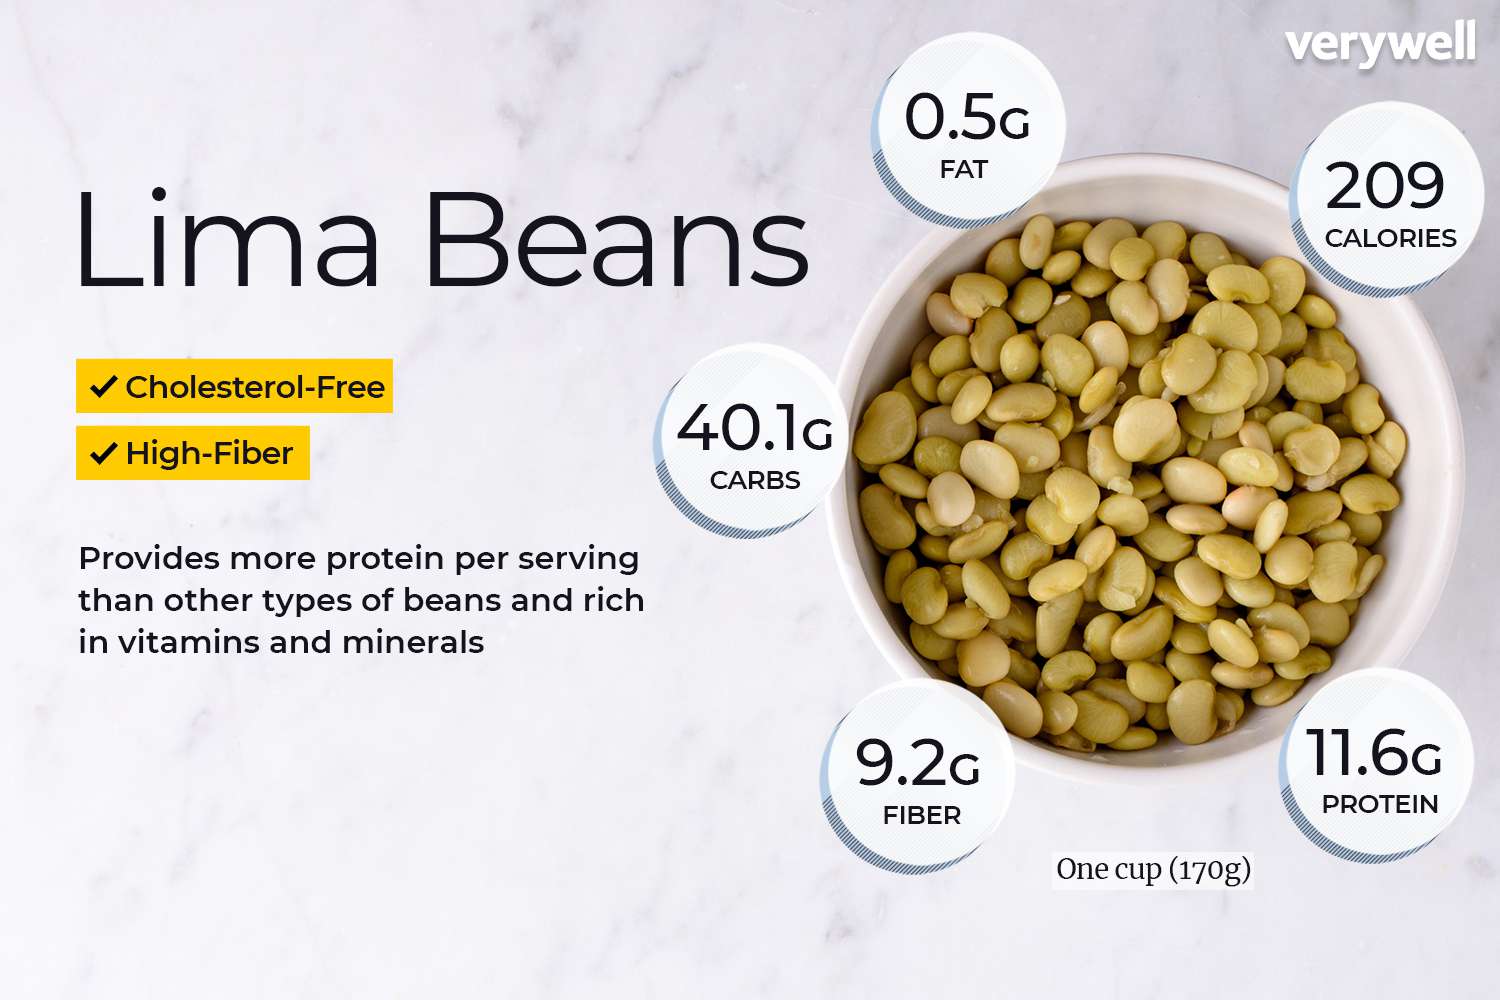 verywell
Lima Beans
✓ Cholesterol-Free
✓ High-Fiber
Provides more protein per serving
than other types of beans and rich
in vitamins and minerals
0.5G
FAT
209
CALORIES
40.1G
CARBS
9.2G
FIBER
11.6G
PROTEIN
One cup (170g)